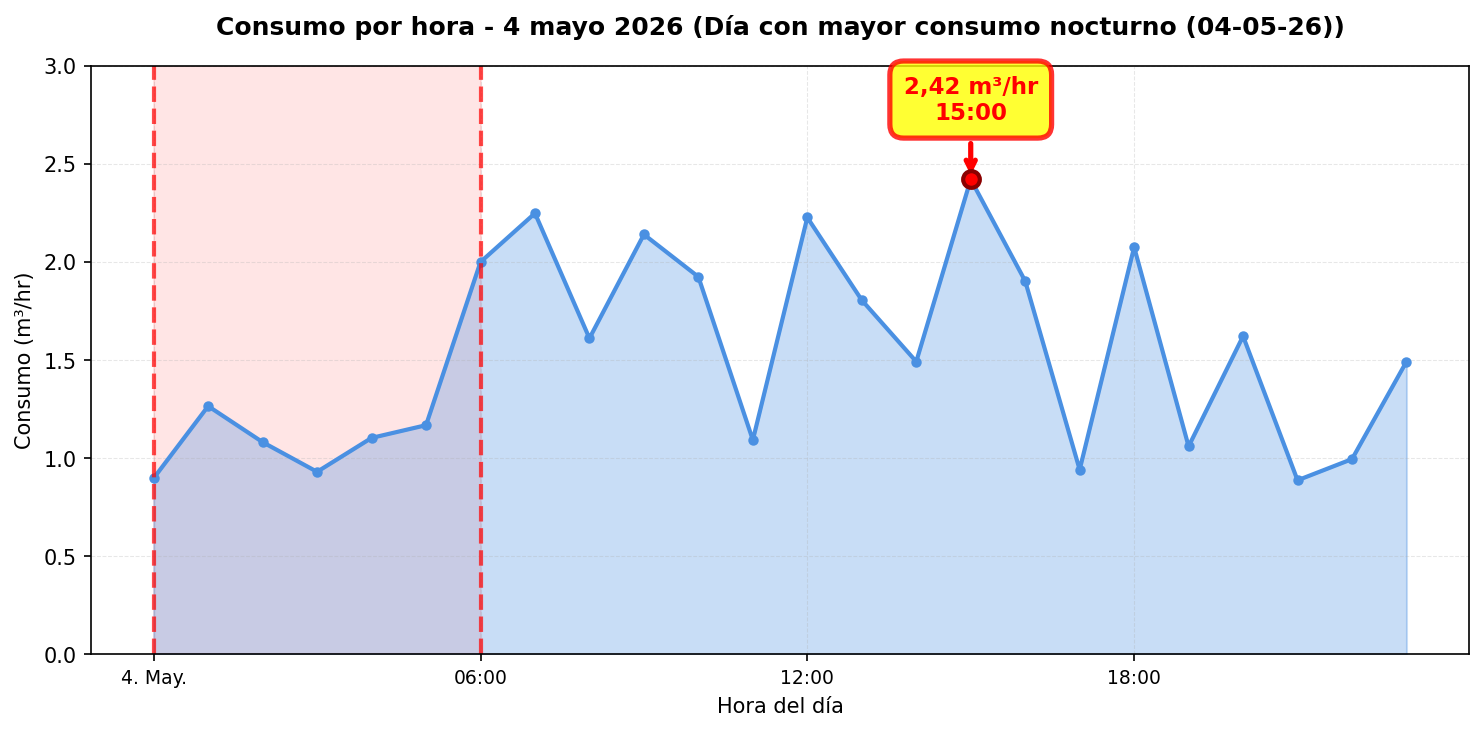 Consumo por hora - 4 mayo 2026 (Día con mayor consumo nocturno (04-05-26))
2,42 m³/hr
15:00
Consumo (m³/hr)
3.0
2.5
2.0
1.5
1.0
0.5
0.0
4. May.
06:00
12:00
18:00
Hora del día